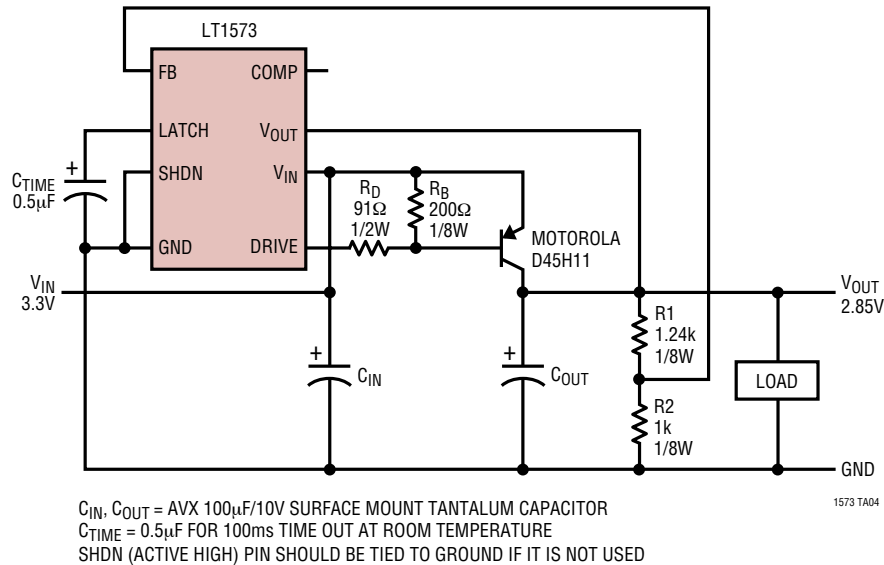 LT1573
FB
COMP
LATCH
VOUT
SHDN
VIN
GND
DRIVE
+
CTIME
0.5µF
RD
91Ω
1/2W
RB
200Ω
1/8W
MOTOROLA
D45H11
VIN
3.3V
VOUT
2.85V
+
CIN
+
COUT
R1
1.24k
1/8W
LOAD
R2
1k
1/8W
GND
CIN, COUT = AVX 100µF/10V SURFACE MOUNT TANTALUM CAPACITOR
CTIME = 0.5µF FOR 100ms TIME OUT AT ROOM TEMPERATURE
SHDN (ACTIVE HIGH) PIN SHOULD BE TIED TO GROUND IF IT IS NOT USED
1573 TA04